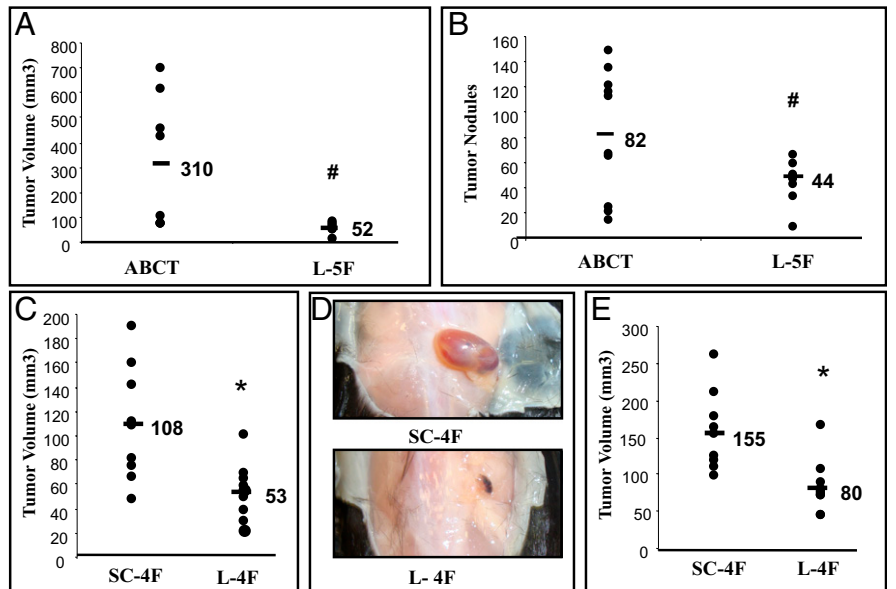 A
Tumor Volume (mm3)
800
700
600
500
400
300
200
100
0
310
#
52
ABCT
L-5F
B
Tumor Nodules
160
140
120
100
80
60
40
20
0
82
#
44
ABCT
L-5F
C
Tumor Volume (mm3)
200
180
160
140
120
100
80
60
40
20
0
108
*
53
SC-4F
L-4F
D
SC-4F
L- 4F
E
Tumor Volume (mm3)
300
250
200
150
100
50
0
155
*
80
SC-4F
L-4F